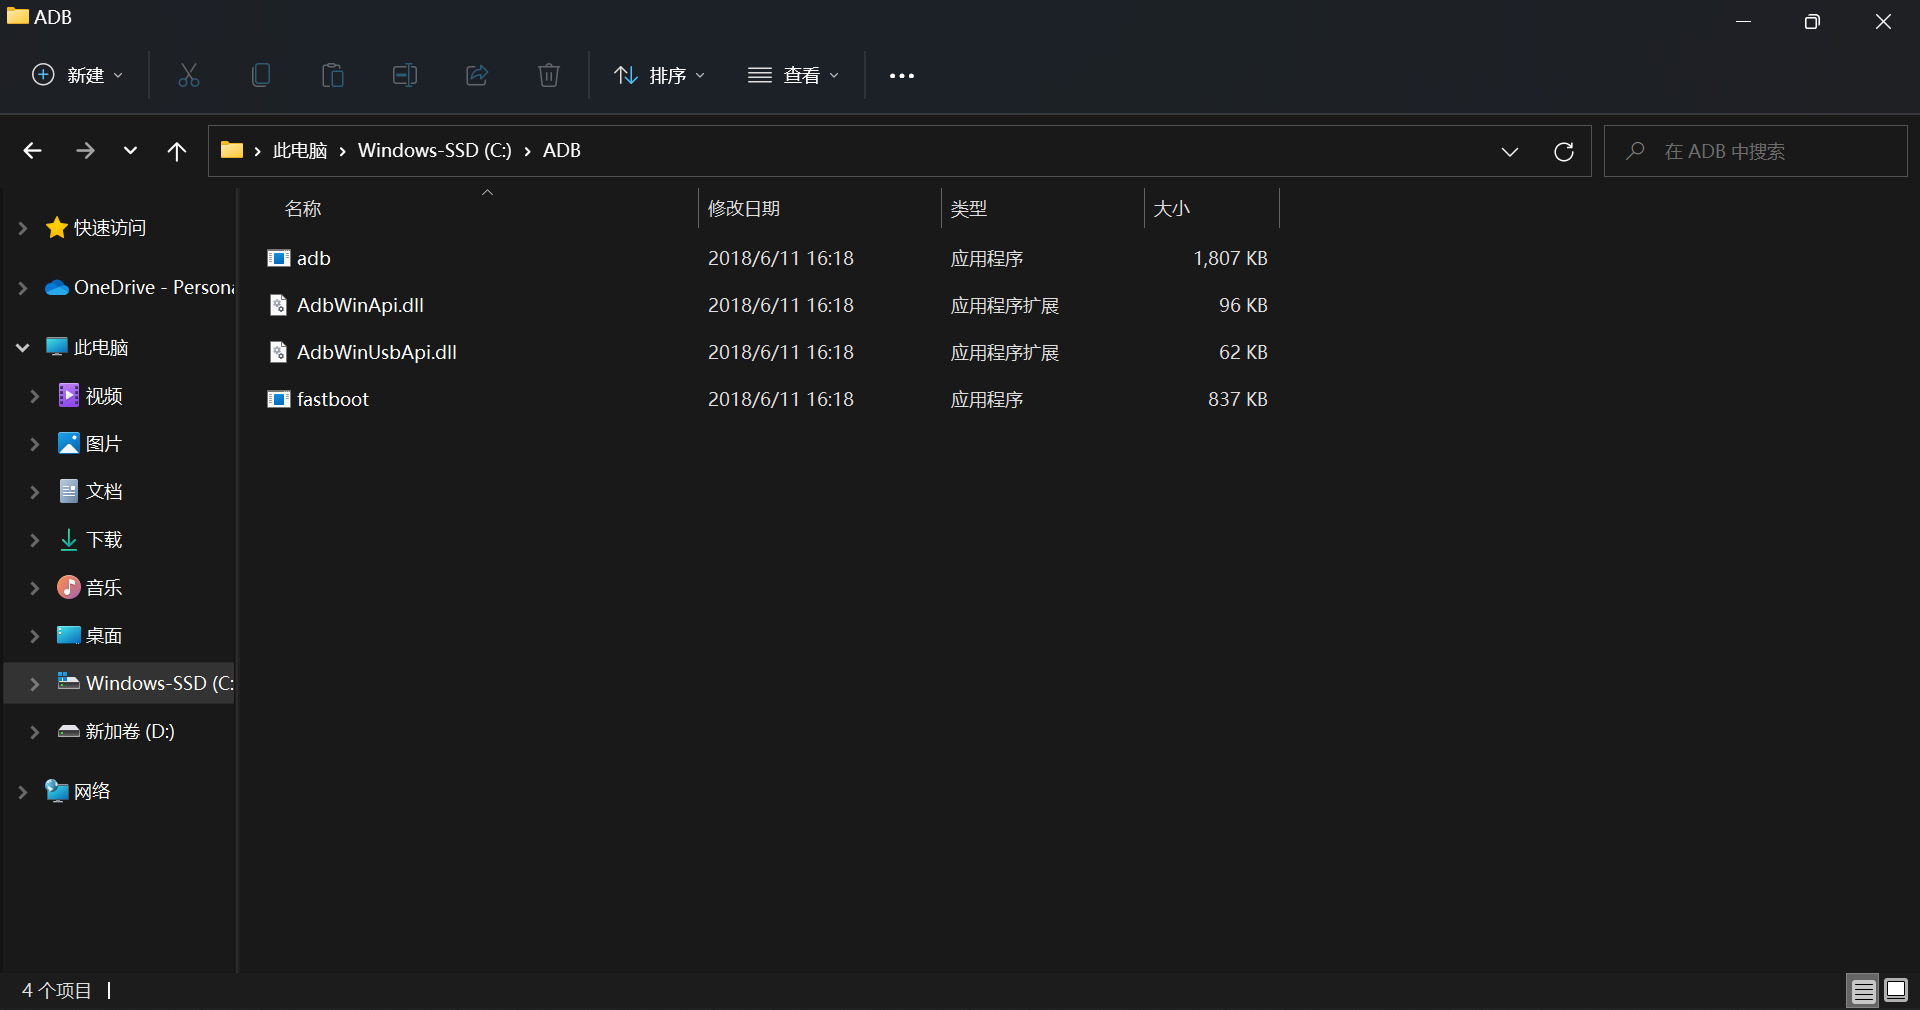 ADB
新建
排序
查看
此电脑 Windows-SSD (C:) ADB
在 ADB 中搜索
名称 修改日期 类型 大小
adb 2018/6/11 16:18 应用程序 1,807 KB
AdbWinApi.dll 2018/6/11 16:18 应用程序扩展 96 KB
AdbWinUsbApi.dll 2018/6/11 16:18 应用程序扩展 62 KB
fastboot 2018/6/11 16:18 应用程序 837 KB
快速访问
OneDrive - Persona
此电脑
视频
图片
文档
下载
音乐
桌面
Windows-SSD (C:
新加卷 (D:)
网络
4 个项目